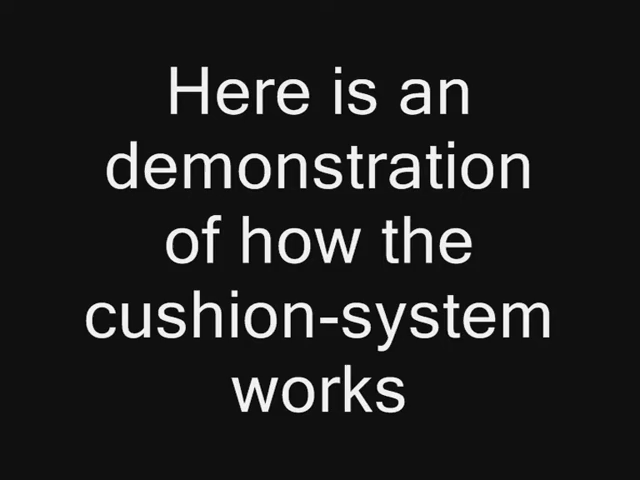 Here is an
demonstration
of how the
cushion-system
works